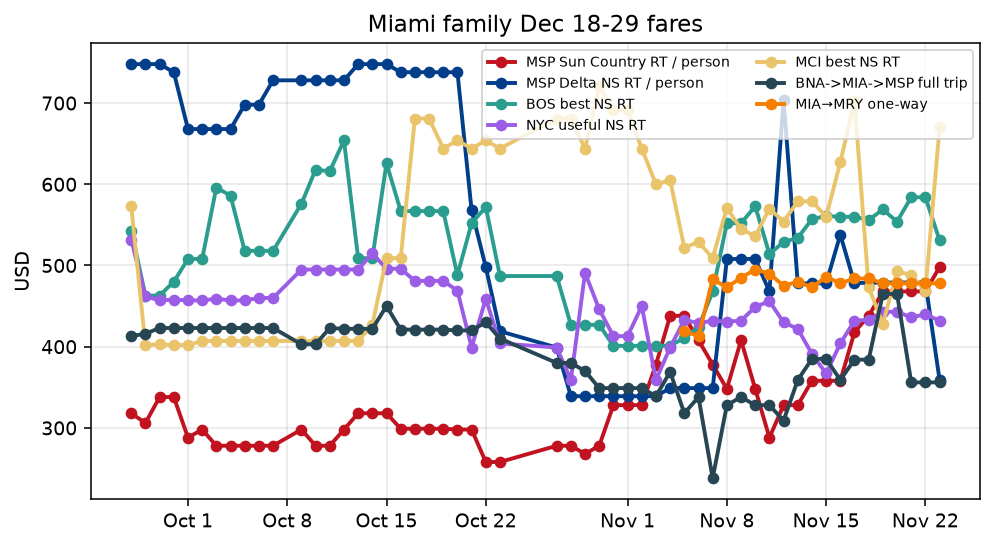 Miami family Dec 18-29 fares
MSP Sun Country RT / person
MSP Delta NS RT / person
BOS best NS RT
NYC useful NS RT
MCI best NS RT
BNA->MIA->MSP full trip
MIA→MRY one-way
USD
700
600
500
400
300
Oct 1
Oct 8
Oct 15
Oct 22
Nov 1
Nov 8
Nov 15
Nov 22